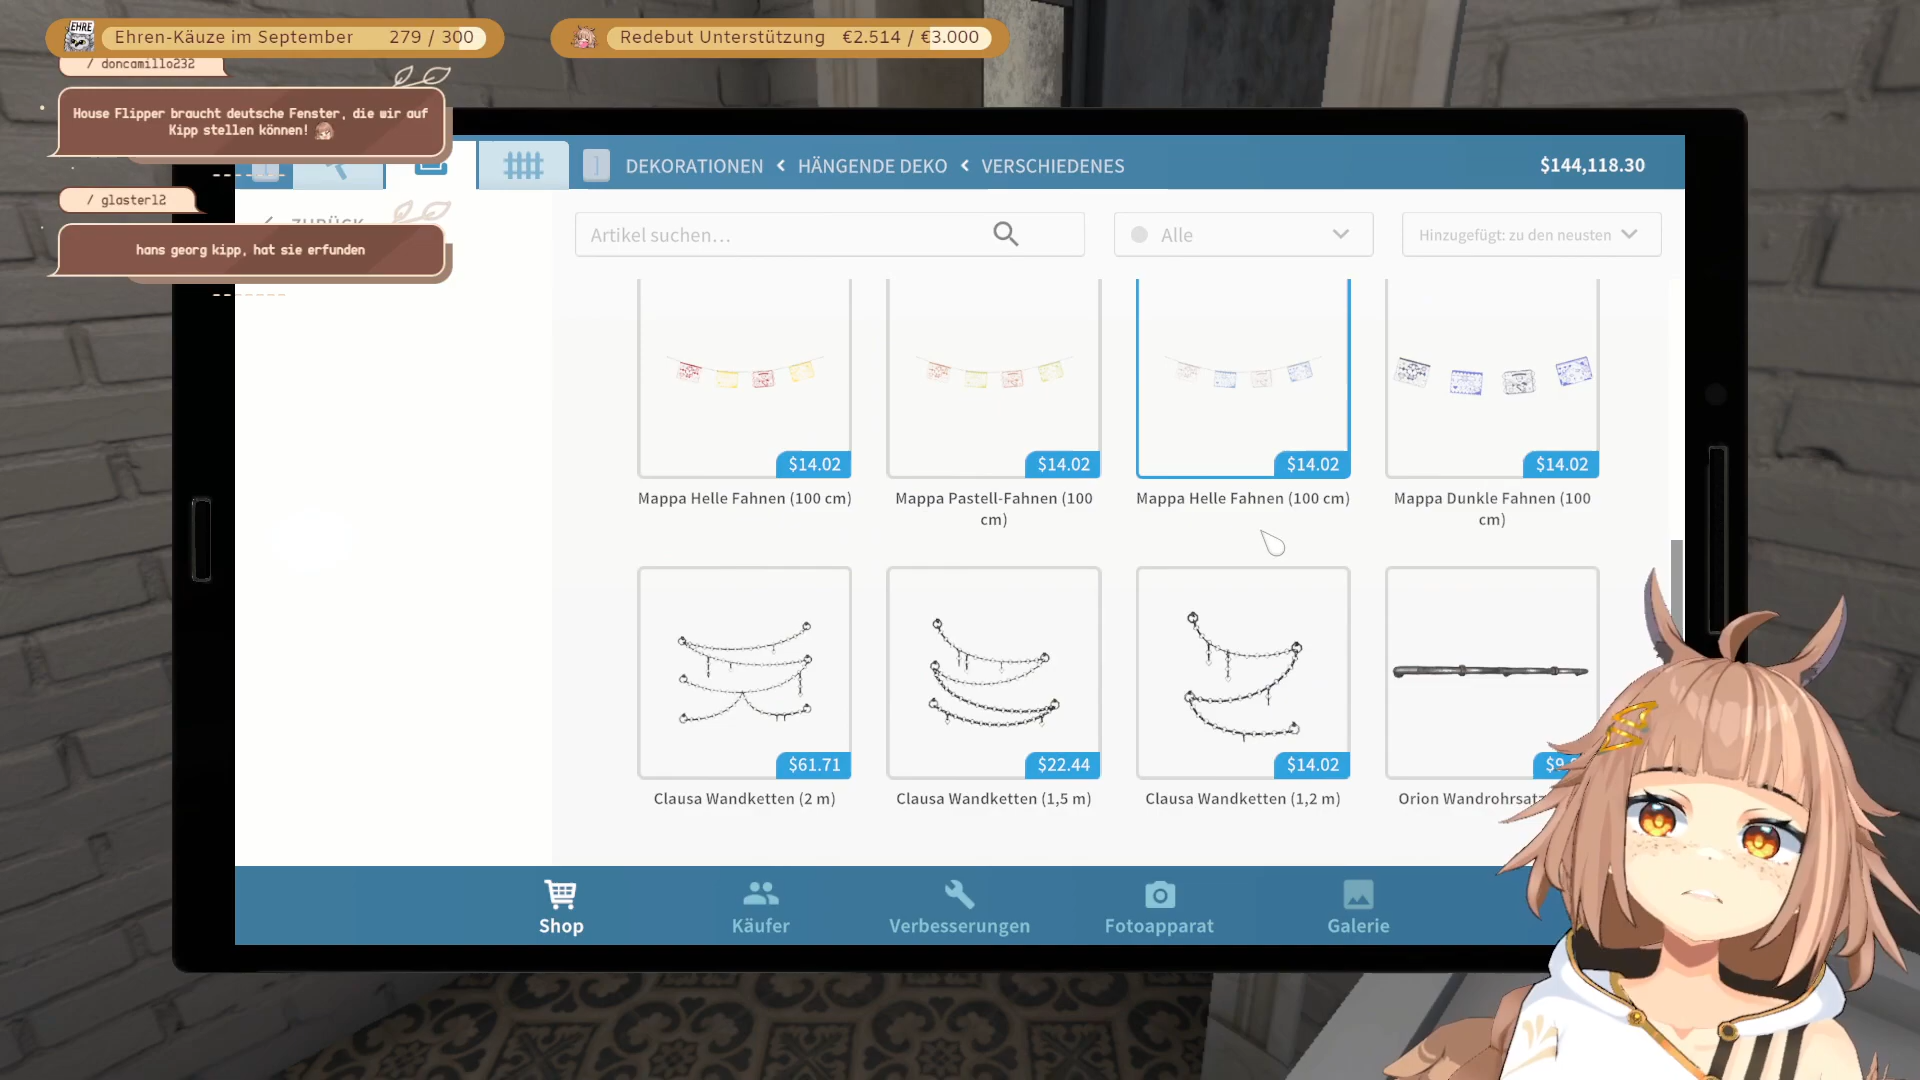 EHRE
Ehren-Käuze im September 279 / 300
Redebut Unterstützung €2.514 / €3.000
/ doncamillo232
House Flipper braucht deutsche Fenster, die wir auf
Kipp stellen können!
/ glaster12
hans georg kipp, hat sie erfunden
ZURÜCK
DEKORATIONEN < HÄNGENDE DEKO < VERSCHIEDENES
$144,118.30
Artikel suchen...
Alle
Hinzugefügt: zu den neusten
$14.02
$14.02
$14.02
$14.02
Mappa Helle Fahnen (100 cm)
Mappa Pastell-Fahnen (100
cm)
Mappa Helle Fahnen (100 cm)
Mappa Dunkle Fahnen (100
cm)
$61.71
$22.44
$14.02
Clausa Wandketten (2 m)
Clausa Wandketten (1,5 m)
Clausa Wandketten (1,2 m)
Orion
Shop
Käufer
Verbesserungen
Fotoapparat
Galerie